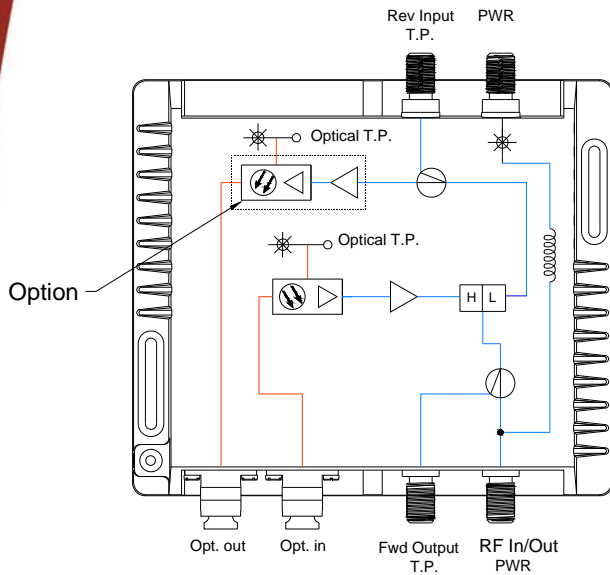 Rev Input PWR
T.P.
Optical T.P.
Optical T.P.
Option
H L
Opt. out Opt. in Fwd Output RF In/Out
T.P. PWR